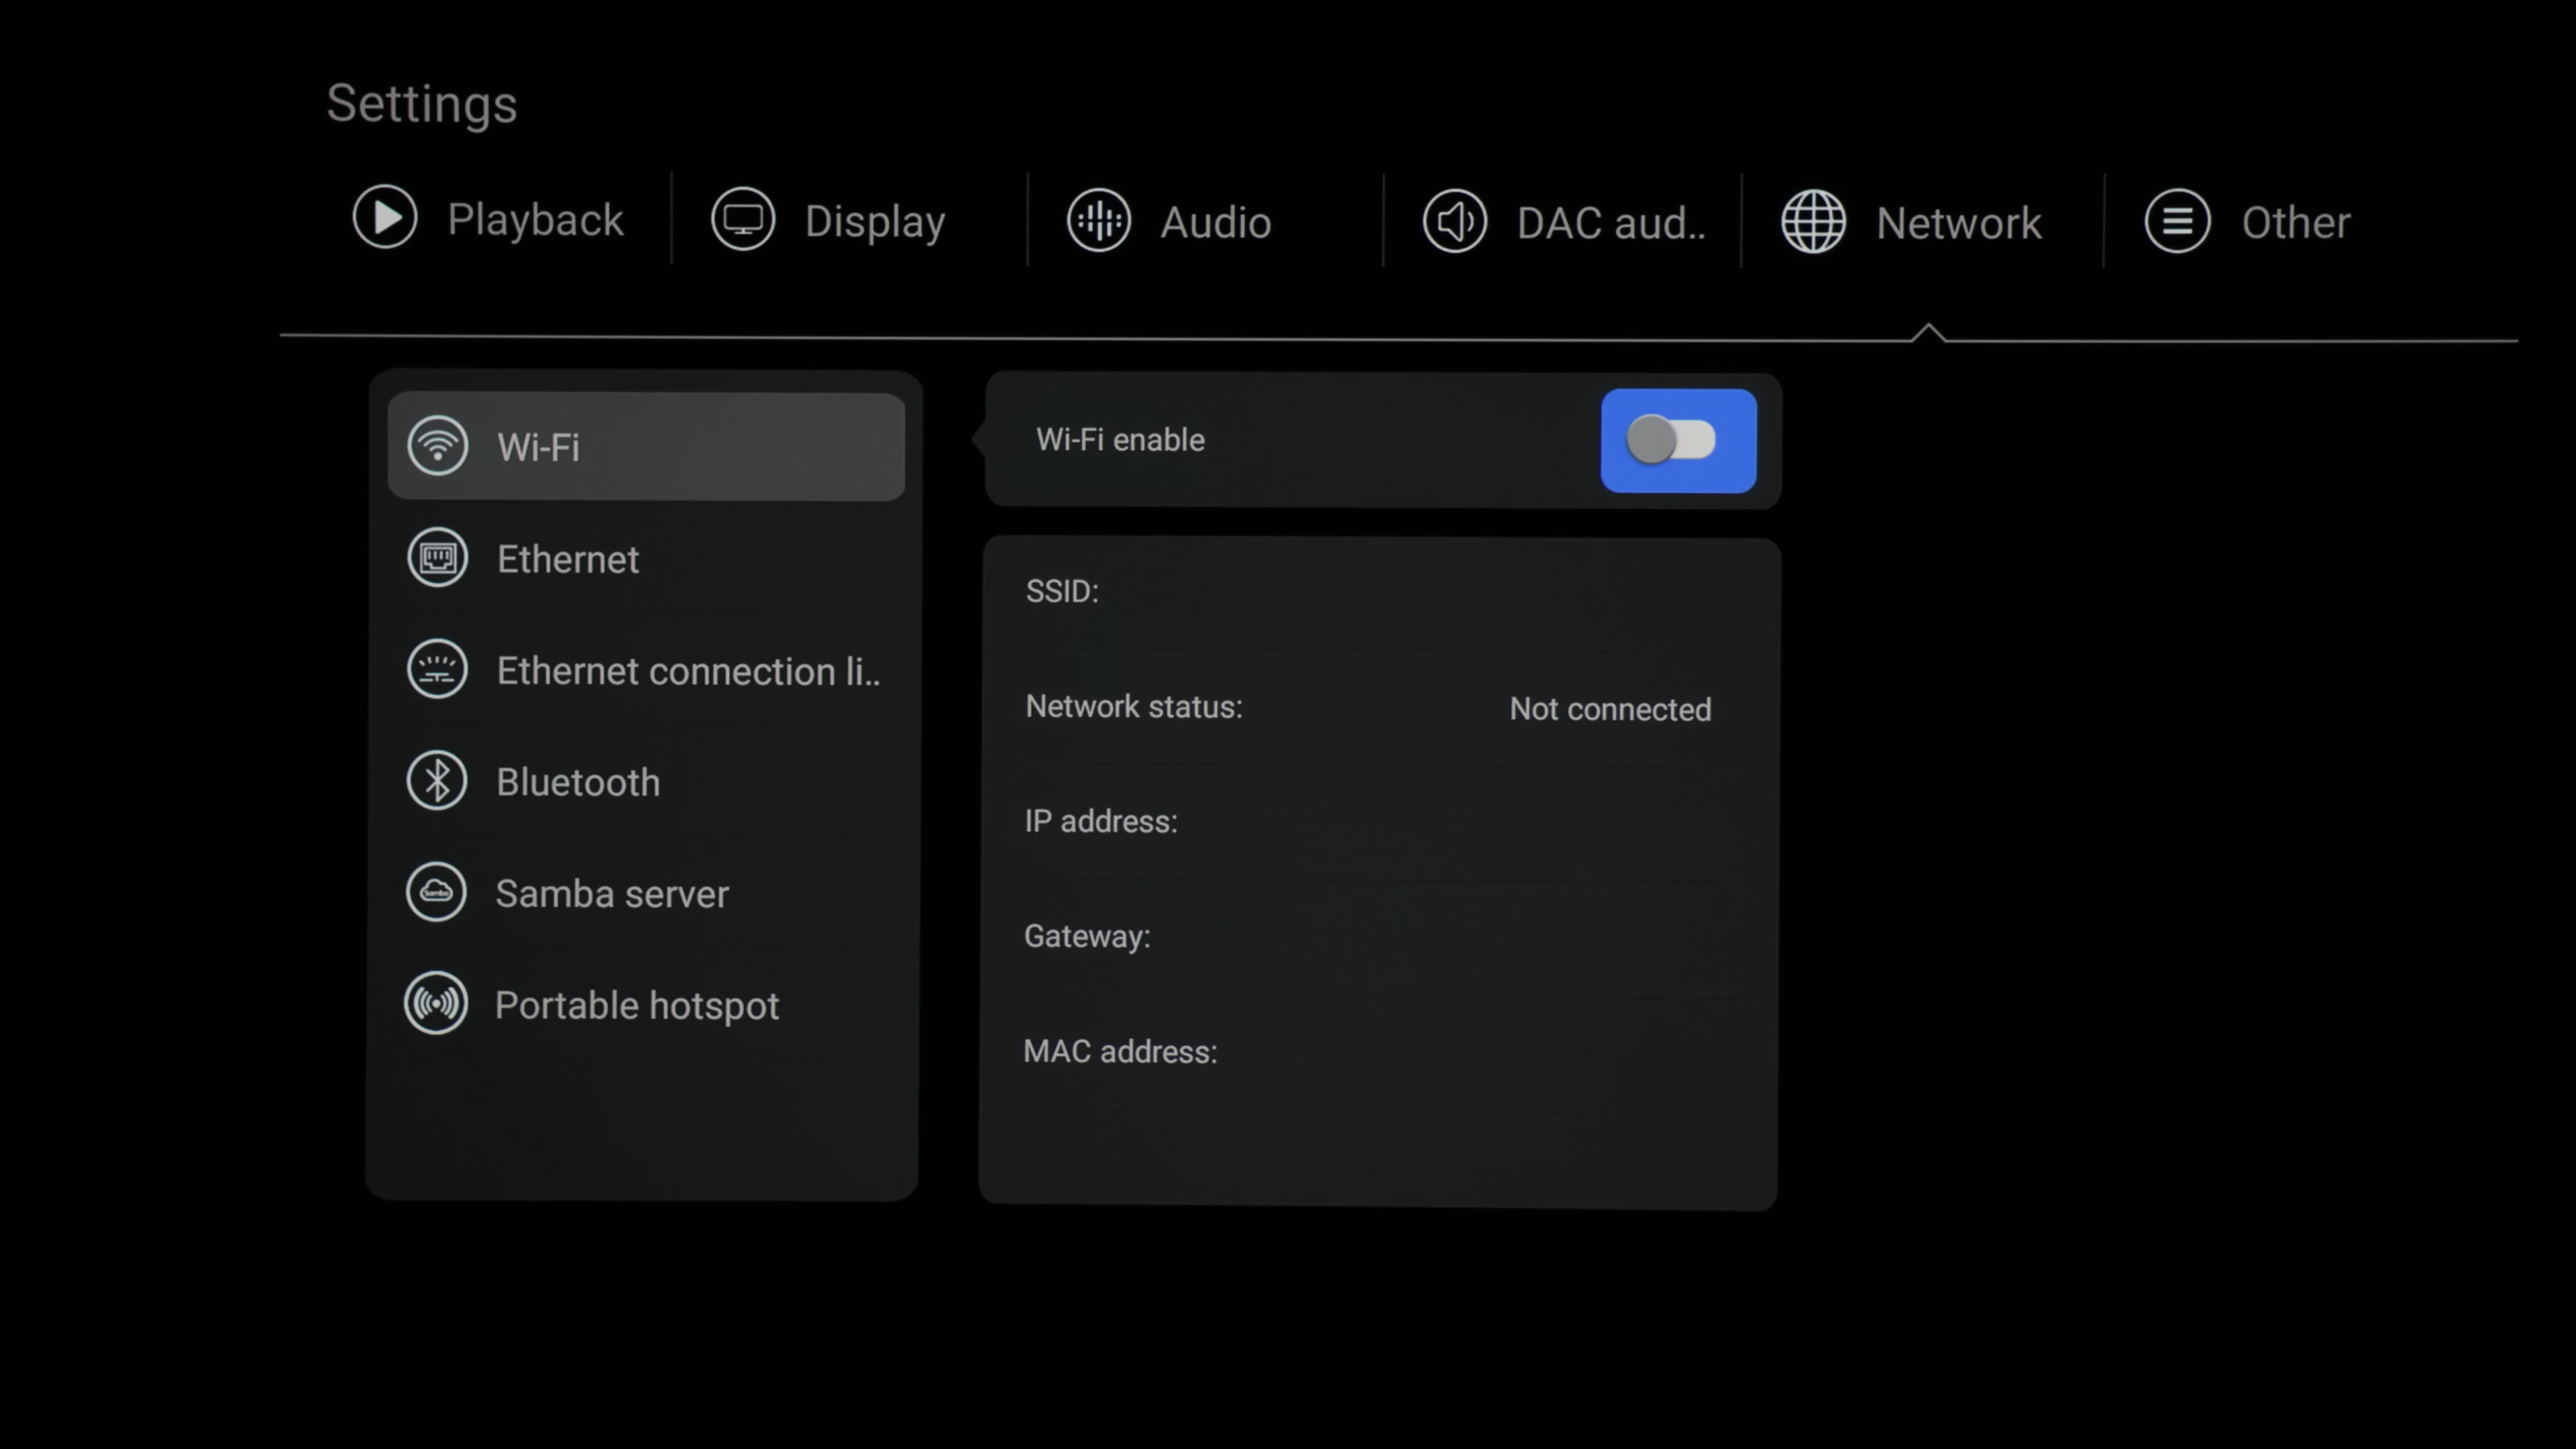 Settings
Playback
Display
Audio
DAC aud..
Network
Other
Wi-Fi
Ethernet
Ethernet connection li..
Bluetooth
Samba server
Portable hotspot
Wi-Fi enable
SSID:
Network status: Not connected
IP address:
Gateway:
MAC address: